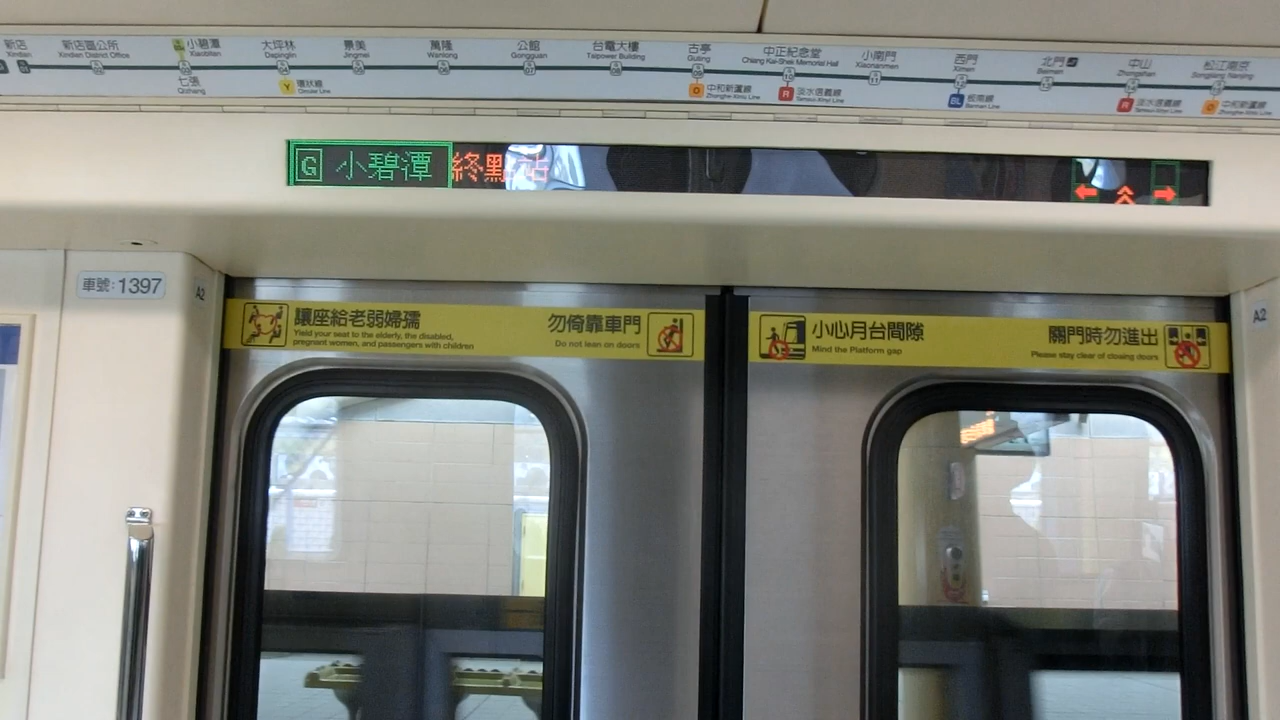 新店
Xindian
新店區公所
Xindian District Office
小碧潭
Xiaobitan
七張
Qizhang
大坪林
Dapinglin
Y 環狀線
Circular Line
景美
Jingmei
萬隆
Wanlong
公館
Gongguan
台電大樓
Taipower Building
古亭
Guting
中和新蘆線
Zhonghe-Xinlu Line
中正紀念堂
Chiang Kai-Shek Memorial Hall
R 淡水信義線
Tamsui-Xinyi Line
小南門
Xiaonanmen
西門
Ximen
BL 板南線
Bannan Line
北門
Beimen
中山
Zhongshan
R 淡水信義線
Tamsui-Xinyi Line
松江南京
Songjiang Nanjing
中和新蘆線
Zhonghe-Xinlu Line
G 小碧潭 終點站
車號:1397
A2
讓座給老弱婦孺
Yield your seat to the elderly, the disabled,
pregnant women, and passengers with children
勿倚靠車門
Do not lean on doors
小心月台間隙
Mind the Platform gap
關門時勿進出
Please stay clear of closing doors
A2